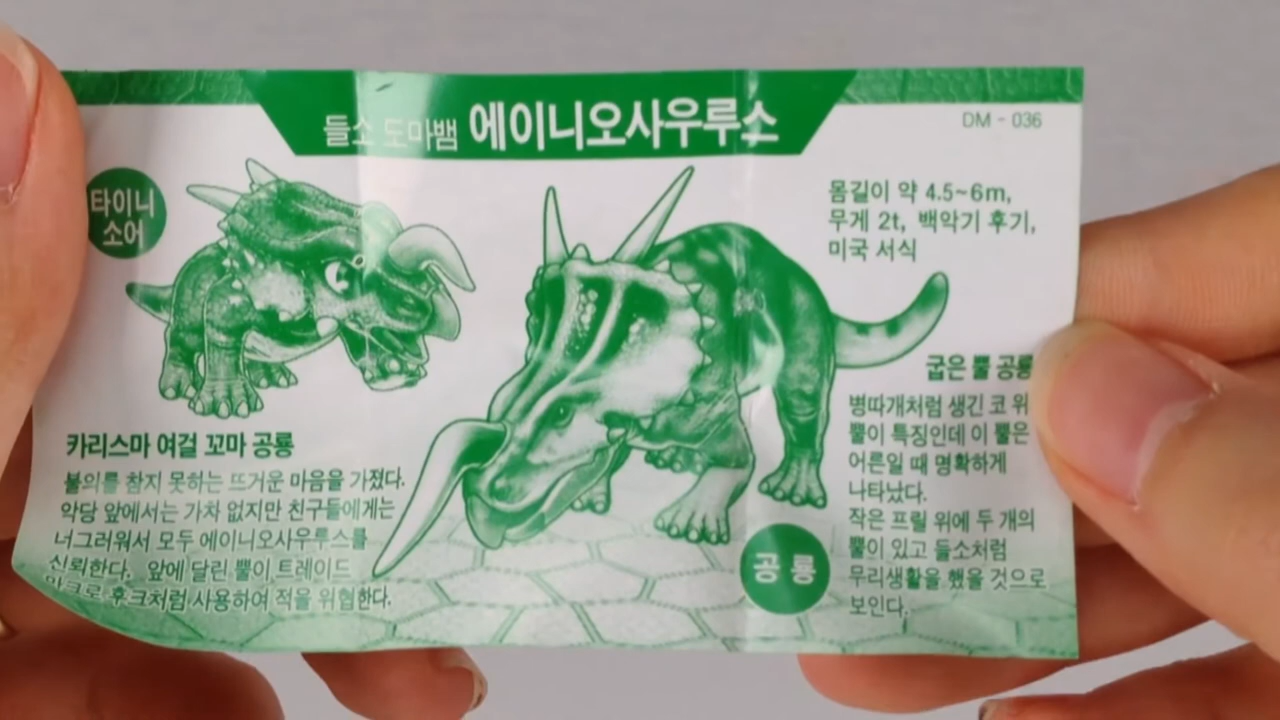 들소 도마뱀 에이니오사우루스
DM - 036
타이니
소어
몸길이 약 4.5~6m,
무게 2t, 백악기 후기,
미국 서식
카리스마 여걸 꼬마 공룡
불의를 참지 못하는 뜨거운 마음을 가졌다.
악당 앞에서는 가차 없지만 친구들에게는
너그러워서 모두 에이니오사우루스를
신뢰한다. 앞에 달린 뿔이 트레이드
마크로 후크처럼 사용하여 적을 위협한다.
굽은 뿔 공룡
병따개처럼 생긴 코 위
뿔이 특징인데 이 뿔은
어른일 때 명확하게
나타났다.
작은 프릴 위에 두 개의
뿔이 있고 들소처럼
무리생활을 했을 것으로
보인다.
공룡